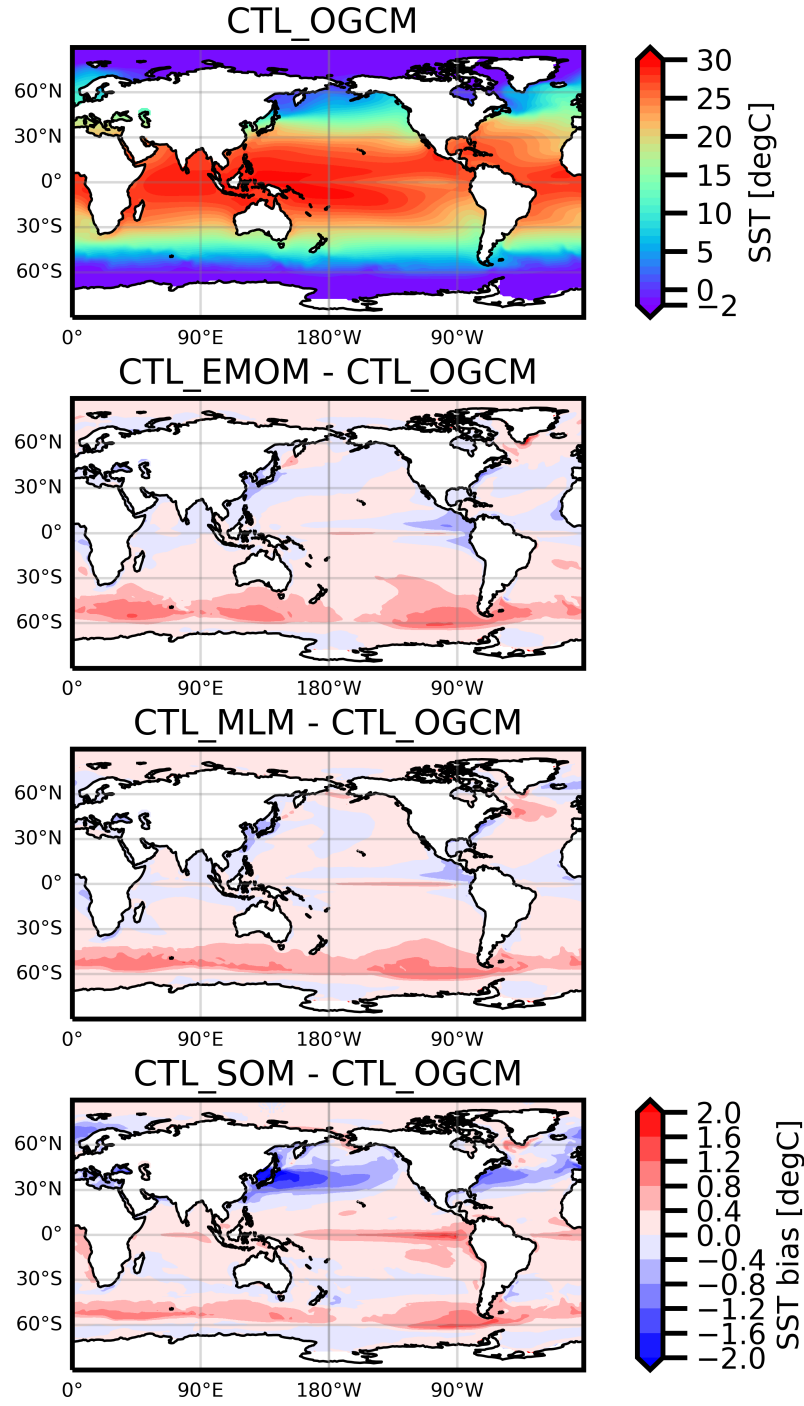 CTL_OGCM
60°N
30°N
0°
30°S
60°S
0°
90°E
180°W
90°W
30
25
20
15
10
5
0
−2
SST [degC]
CTL_EMOM - CTL_OGCM
60°N
30°N
0°
30°S
60°S
0°
90°E
180°W
90°W
CTL_MLM - CTL_OGCM
60°N
30°N
0°
30°S
60°S
0°
90°E
180°W
90°W
CTL_SOM - CTL_OGCM
60°N
30°N
0°
30°S
60°S
0°
90°E
180°W
90°W
2.0
1.6
1.2
0.8
0.4
0.0
−0.4
−0.8
−1.2
−1.6
−2.0
SST bias [degC]